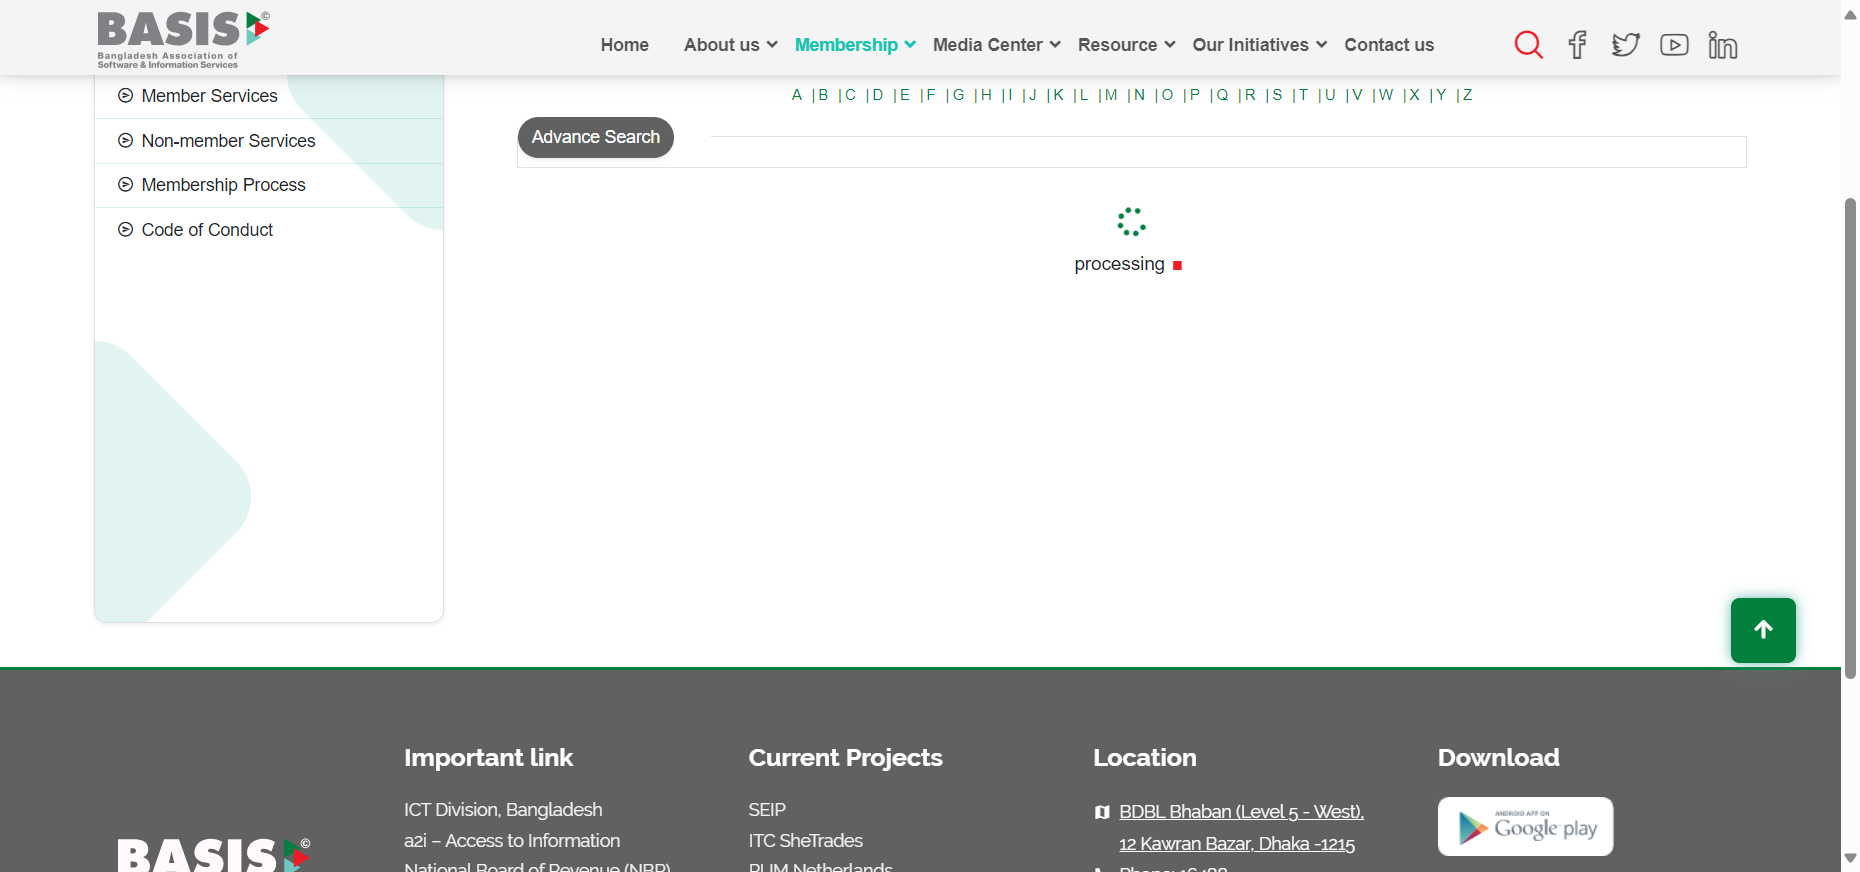 BASIS ©
Bangladesh Association of
Software & Information Services
Home About us Membership Media Center Resource Our Initiatives Contact us
Member Services
Non-member Services
Membership Process
Code of Conduct
A |B |C |D |E |F |G |H |I |J |K |L |M |N |O |P |Q |R |S |T |U |V |W |X |Y |Z
Advance Search
processing
BASIS ©
Important link
ICT Division, Bangladesh
a2i – Access to Information
National Board of Revenue (NBR)
Current Projects
SEIP
ITC SheTrades
PUM Netherlands
Location
BDBL Bhaban (Level 5 - West),
12 Kawran Bazar, Dhaka -1215
Phone: 16488
Download
ANDROID APP ON
Google play